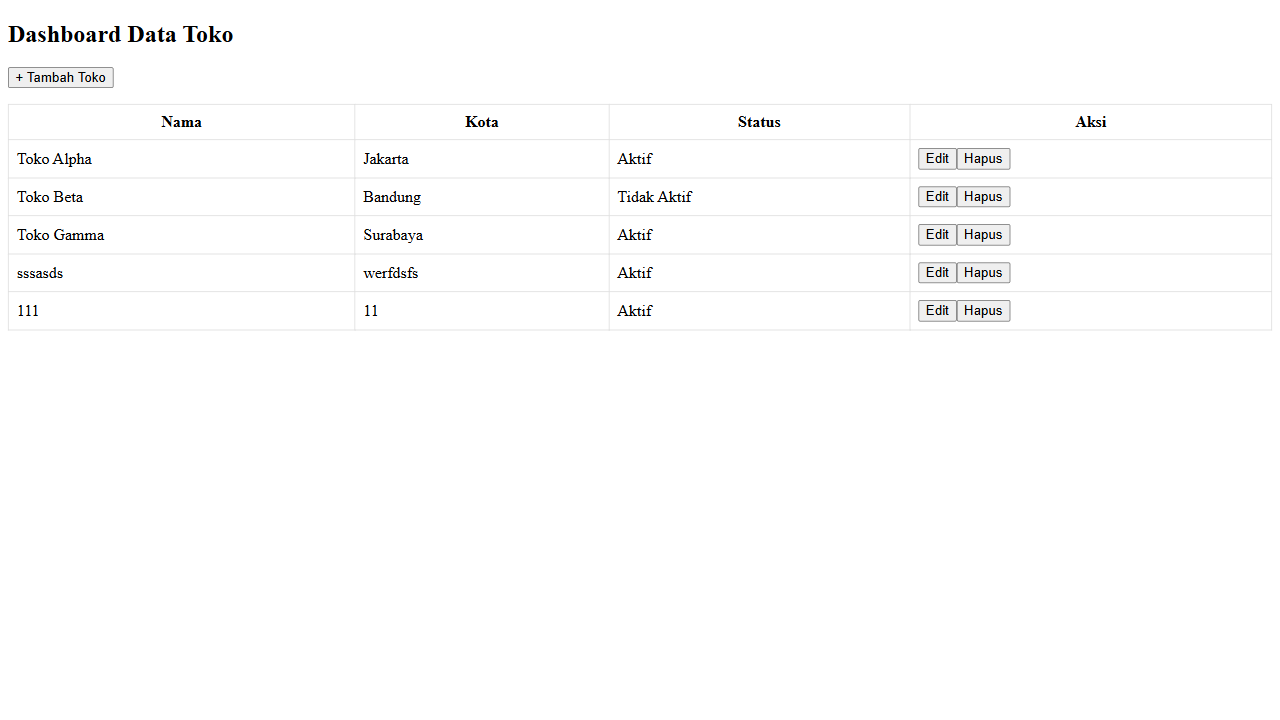 Dashboard Data Toko
+ Tambah Toko
Nama Kota Status Aksi
Toko Alpha Jakarta Aktif Edit Hapus
Toko Beta Bandung Tidak Aktif Edit Hapus
Toko Gamma Surabaya Aktif Edit Hapus
sssasds werfdsfs Aktif Edit Hapus
111 11 Aktif Edit Hapus